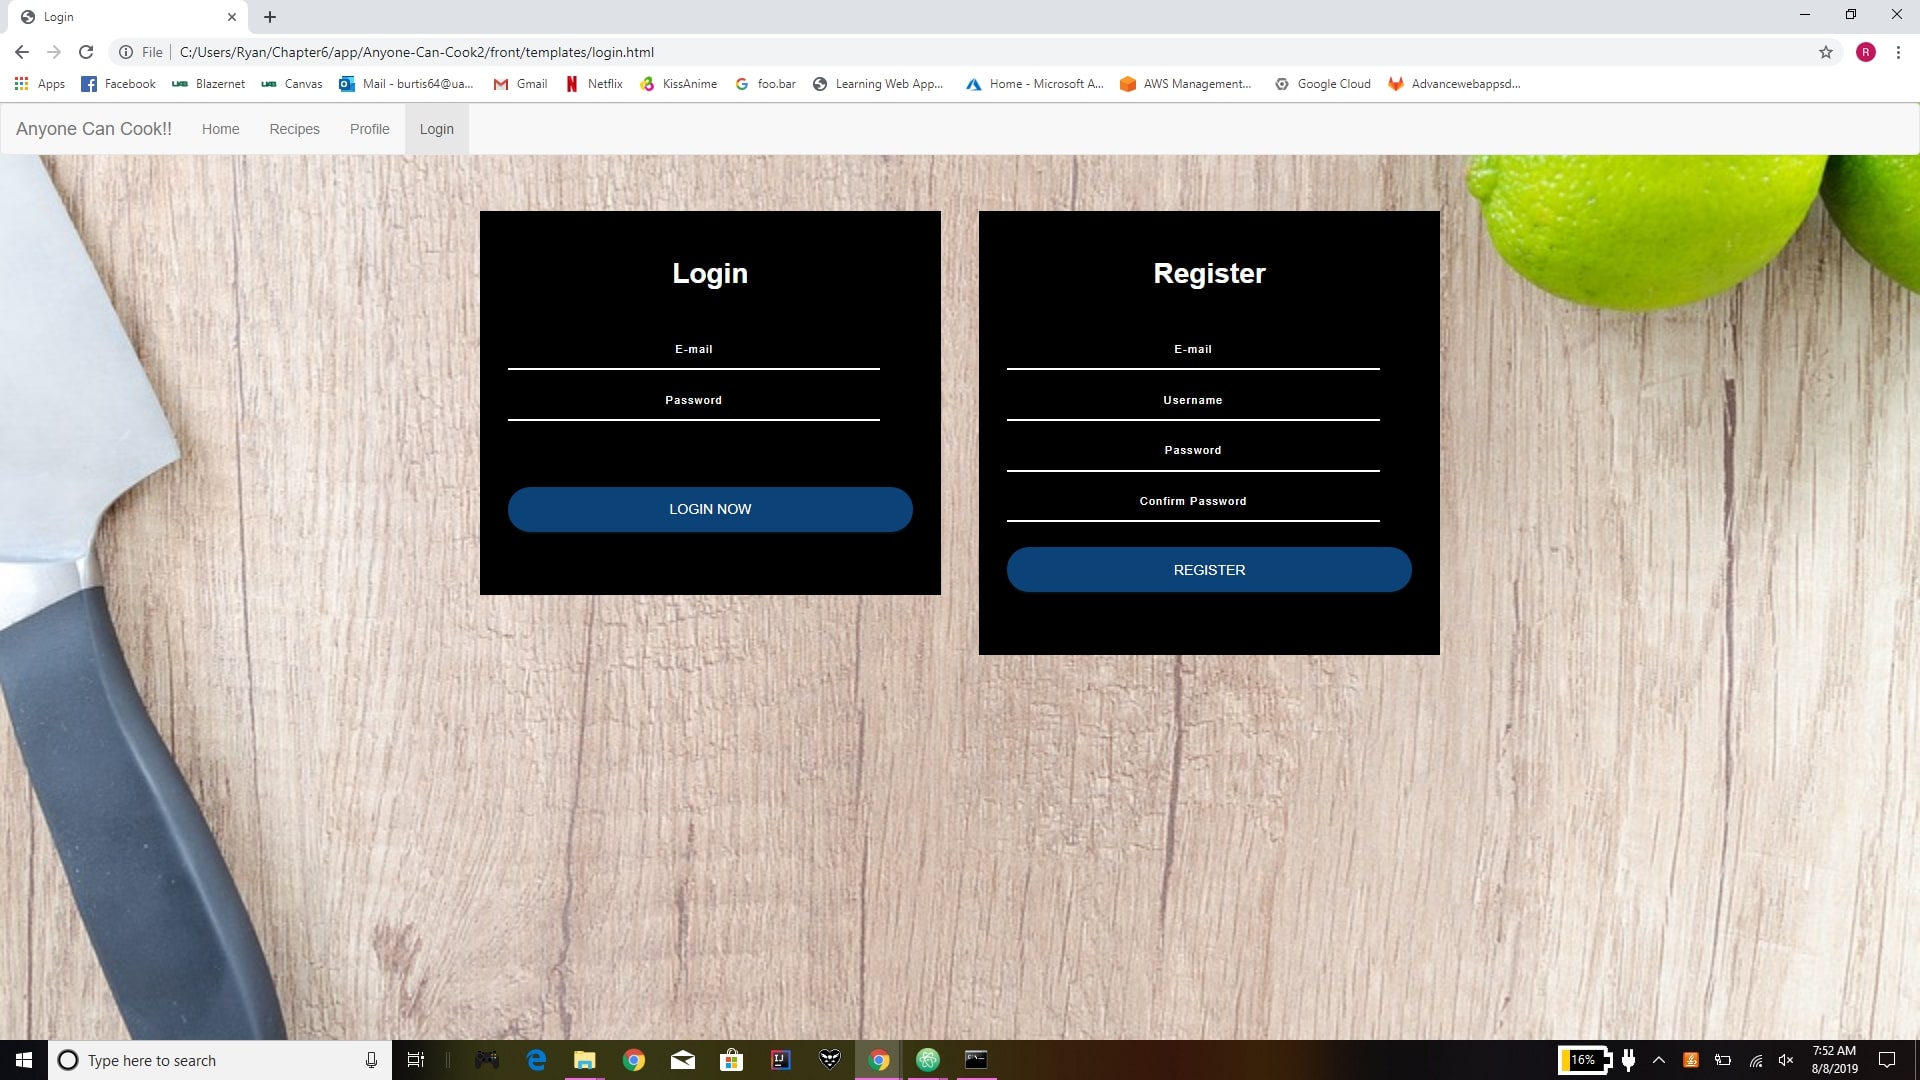 Login
File
C:/Users/Ryan/Chapter6/app/Anyone-Can-Cook2/front/templates/login.html
R
Apps Facebook Blazernet Canvas Mail - burtis64@ua... Gmail Netflix KissAnime foo.bar Learning Web App... Home - Microsoft A... AWS Management... Google Cloud Advancewebappsd...
Anyone Can Cook!! Home Recipes Profile Login
Login
E-mail
Password
LOGIN NOW
Register
E-mail
Username
Password
Confirm Password
REGISTER
Type here to search
16%
7:52 AM
8/8/2019